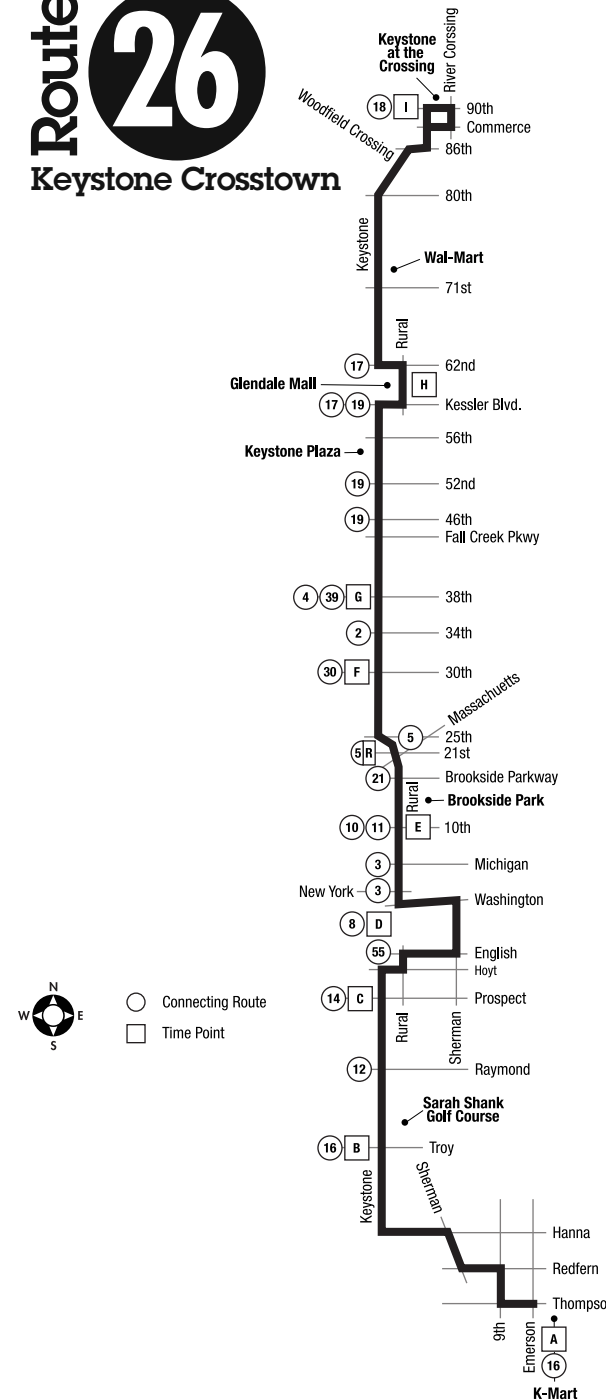 Route
26
Keystone Crosstown
Keystone
at the
Crossing
River Corssing
Woodfield Crossing
18 I
90th
Commerce
86th
80th
Keystone
Wal-Mart
71st
Rural
17
62nd
Glendale Mall
H
17 19
Kessler Blvd.
56th
Keystone Plaza
19
52nd
19
46th
Fall Creek Pkwy
4 39 G
38th
2
34th
30 F
30th
Massachuetts
5
25th
5 R
21st
21
Brookside Parkway
Rural
Brookside Park
10 11
E
10th
3
Michigan
New York
3
Washington
8 D
55
English
Hoyt
14 C
Prospect
Rural
Sherman
N
W E
S
Connecting Route
Time Point
12
Raymond
Sarah Shank
Golf Course
16 B
Troy
Keystone
Sherman
Hanna
Redfern
Thompso
9th
Emerson
A
16
K-Mart